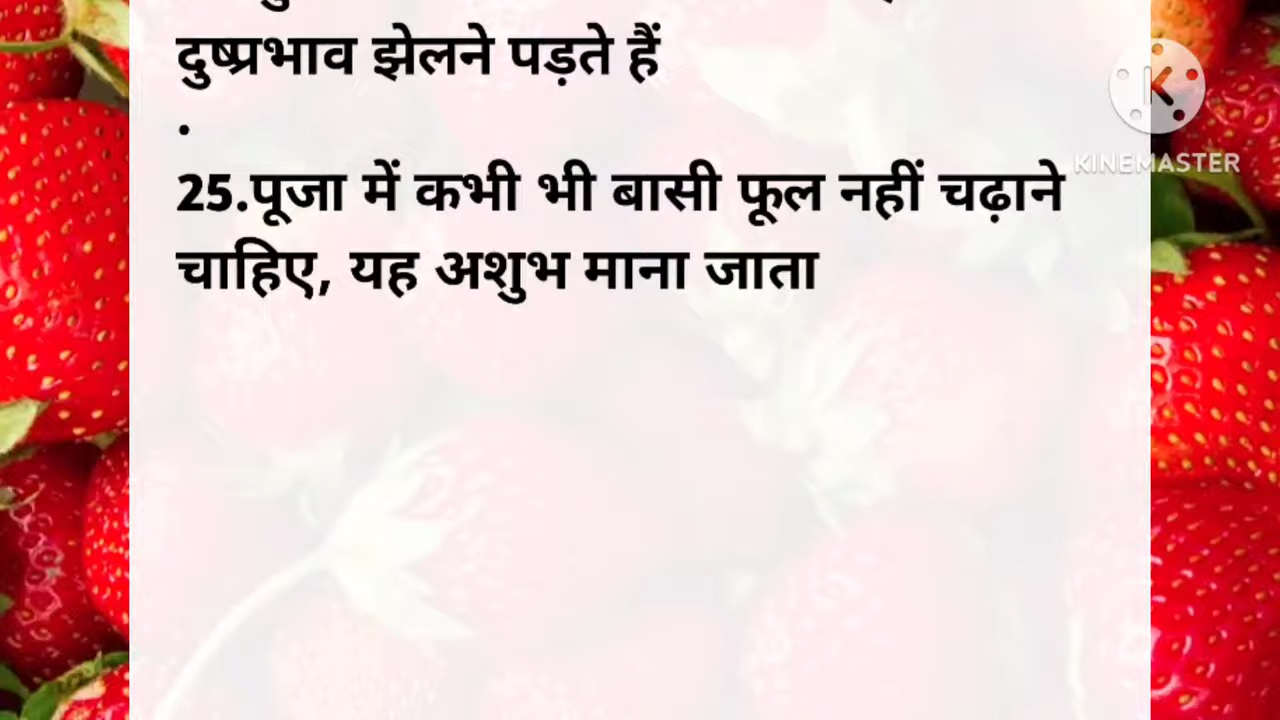 दुष्प्रभाव झेलने पड़ते हैं
.
25.पूजा में कभी भी बासी फूल नहीं चढ़ाने
चाहिए, यह अशुभ माना जाता
KINEMASTER